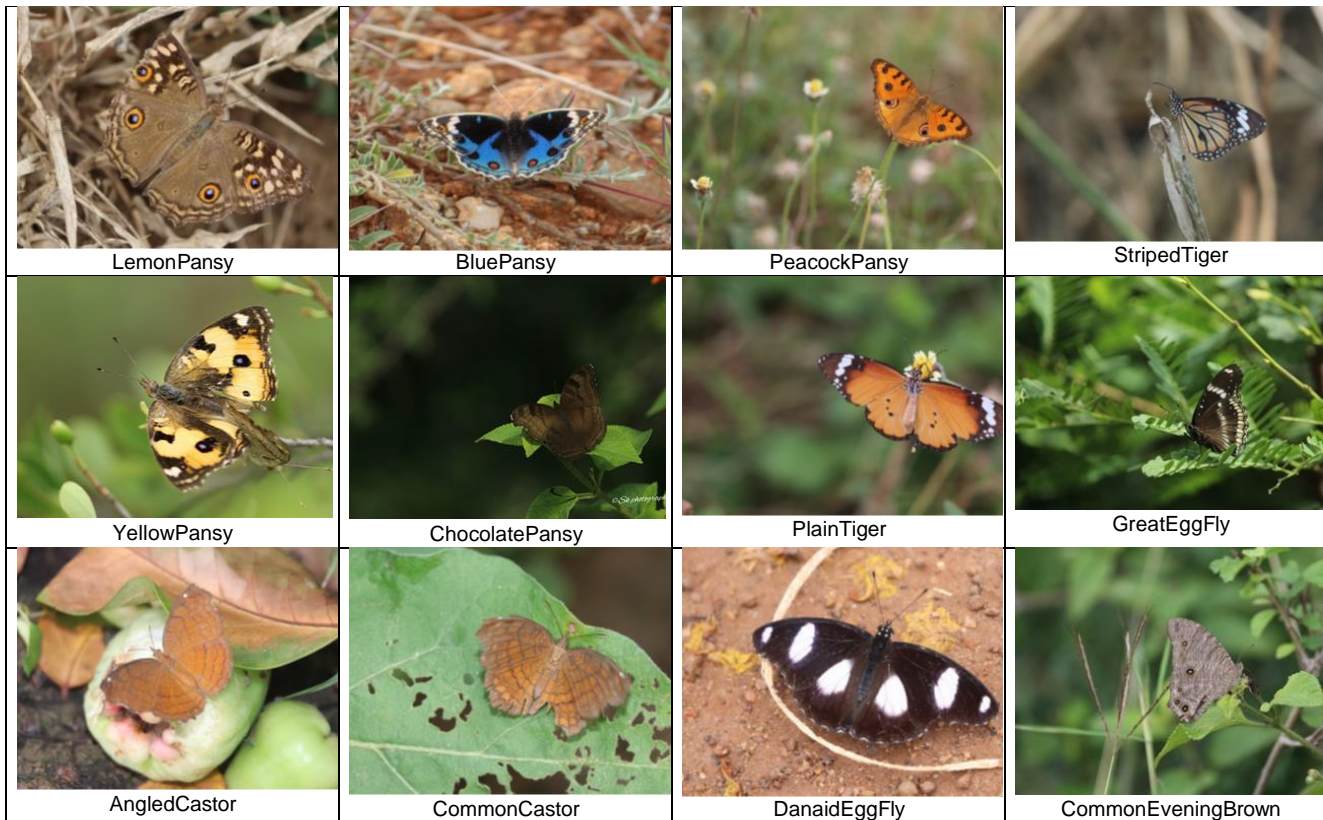 LemonPansy
BluePansy
PeacockPansy
StripedTiger
YellowPansy
ChocolatePansy
PlainTiger
GreatEggFly
AngledCastor
CommonCastor
DanaidEggFly
CommonEveningBrown